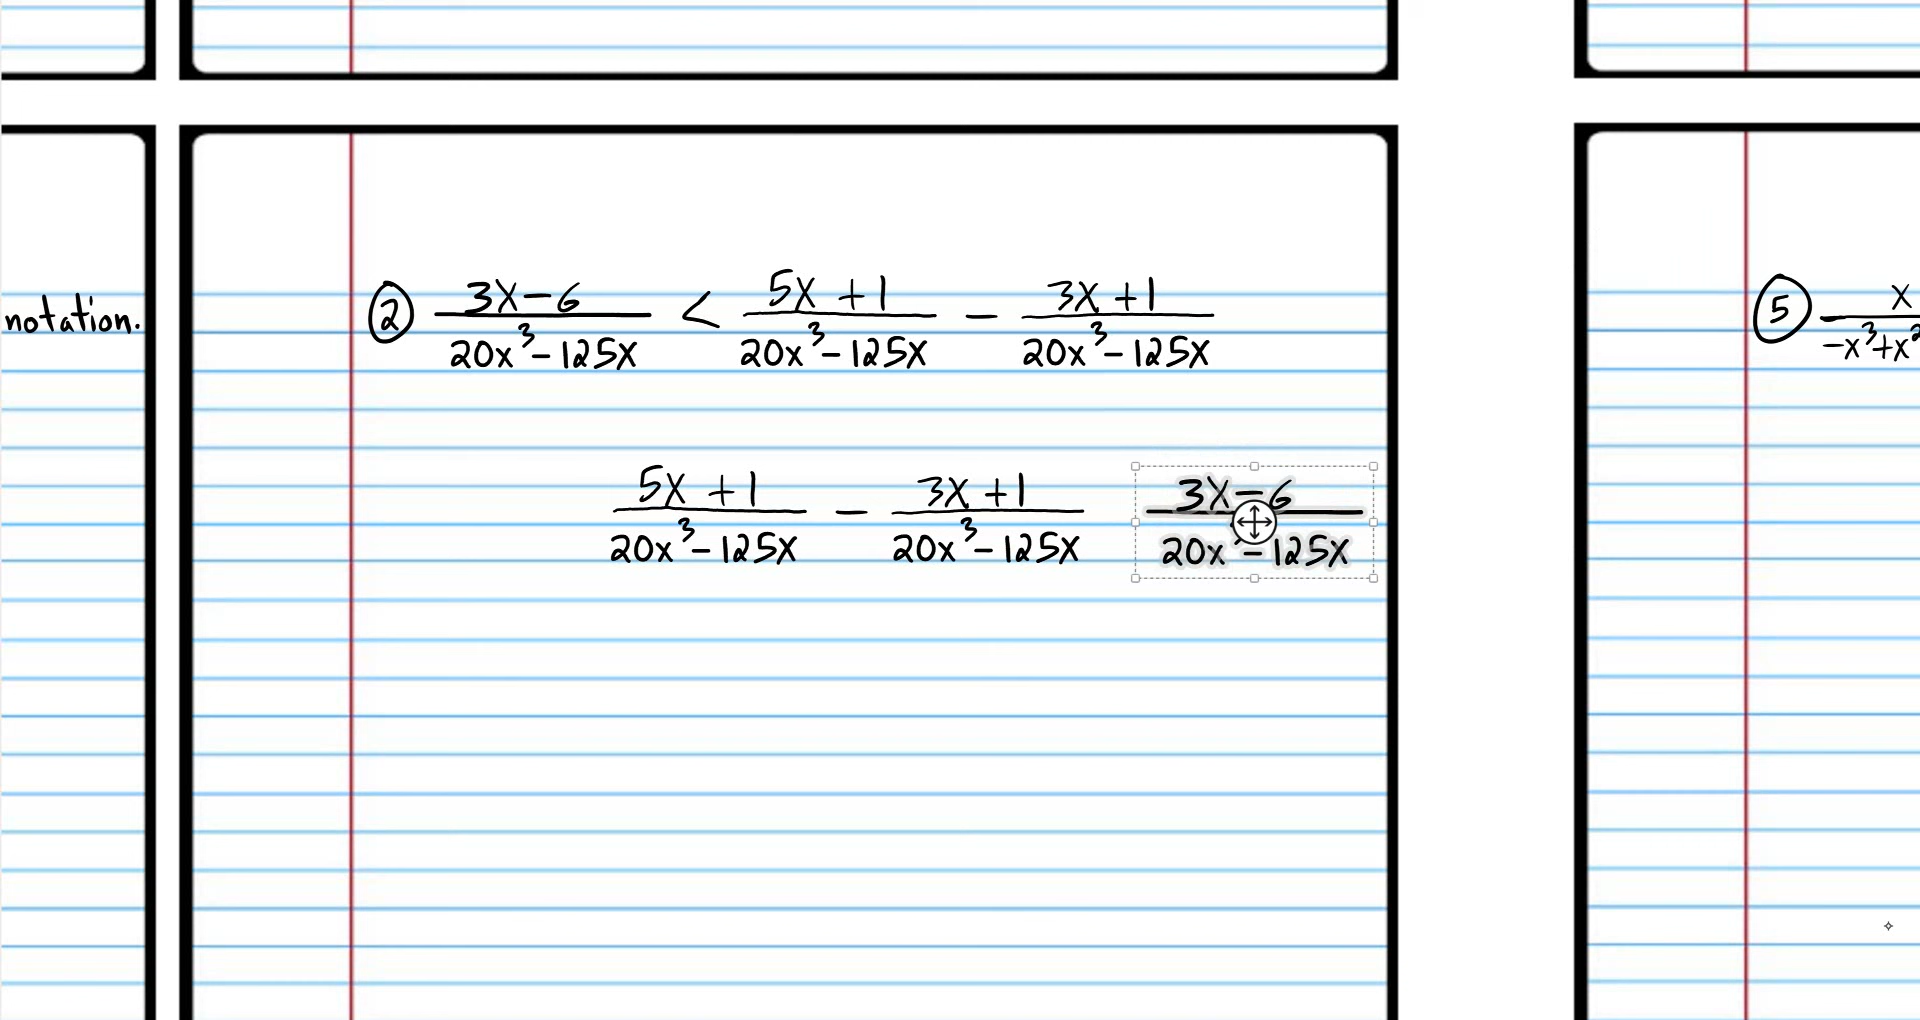 notation.
② (3x-6)/(20x³-125x) < (5x+1)/(20x³-125x) - (3x+1)/(20x³-125x)
(5x+1)/(20x³-125x) - (3x+1)/(20x³-125x) (3x-6)/(20x -125x)
⑤ x
-x³+x²